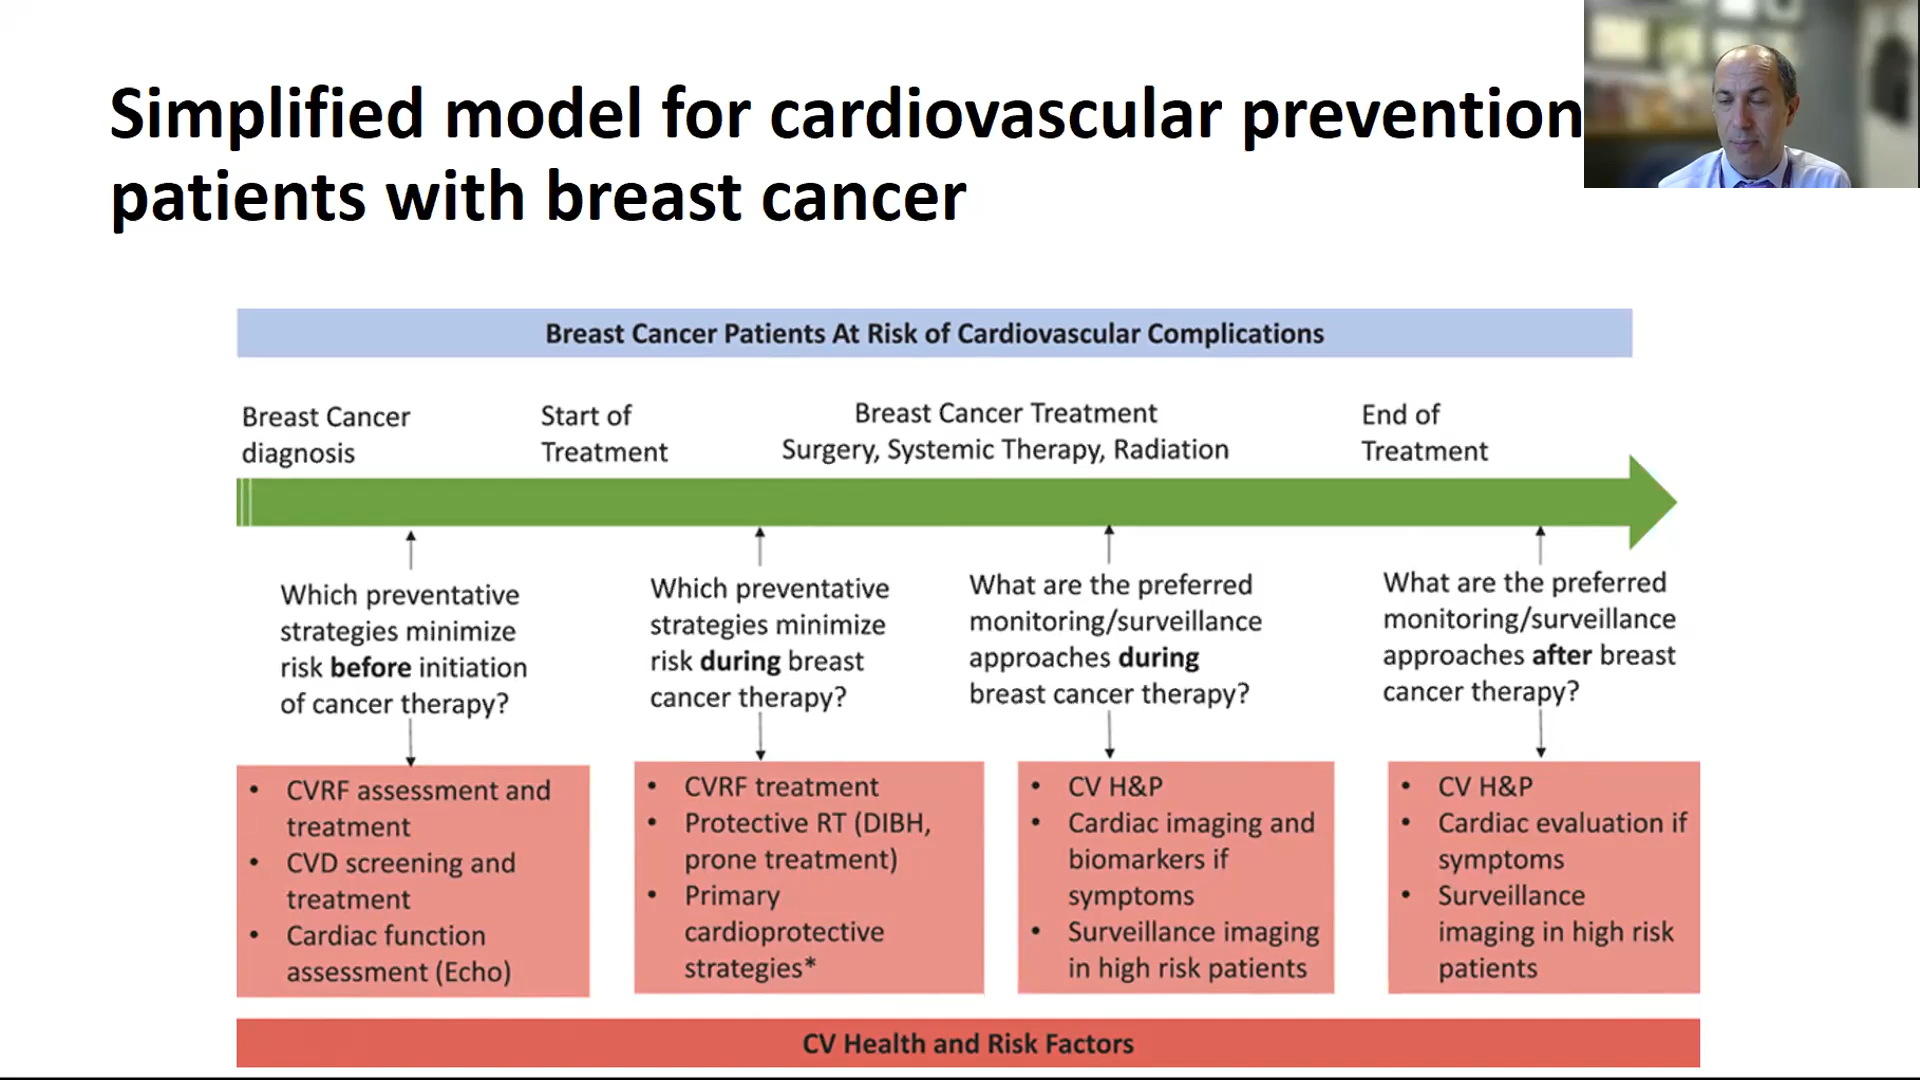 Simplified model for cardiovascular prevention
patients with breast cancer
Breast Cancer Patients At Risk of Cardiovascular Complications
Breast Cancer
diagnosis
Start of
Treatment
Breast Cancer Treatment
Surgery, Systemic Therapy, Radiation
End of
Treatment
Which preventative
strategies minimize
risk before initiation
of cancer therapy?
Which preventative
strategies minimize
risk during breast
cancer therapy?
What are the preferred
monitoring/surveillance
approaches during
breast cancer therapy?
What are the preferred
monitoring/surveillance
approaches after breast
cancer therapy?
• CVRF assessment and
treatment
• CVD screening and
treatment
• Cardiac function
assessment (Echo)
• CVRF treatment
• Protective RT (DIBH,
prone treatment)
• Primary
cardioprotective
strategies*
• CV H&P
• Cardiac imaging and
biomarkers if
symptoms
• Surveillance imaging
in high risk patients
• CV H&P
• Cardiac evaluation if
symptoms
• Surveillance
imaging in high risk
patients
CV Health and Risk Factors